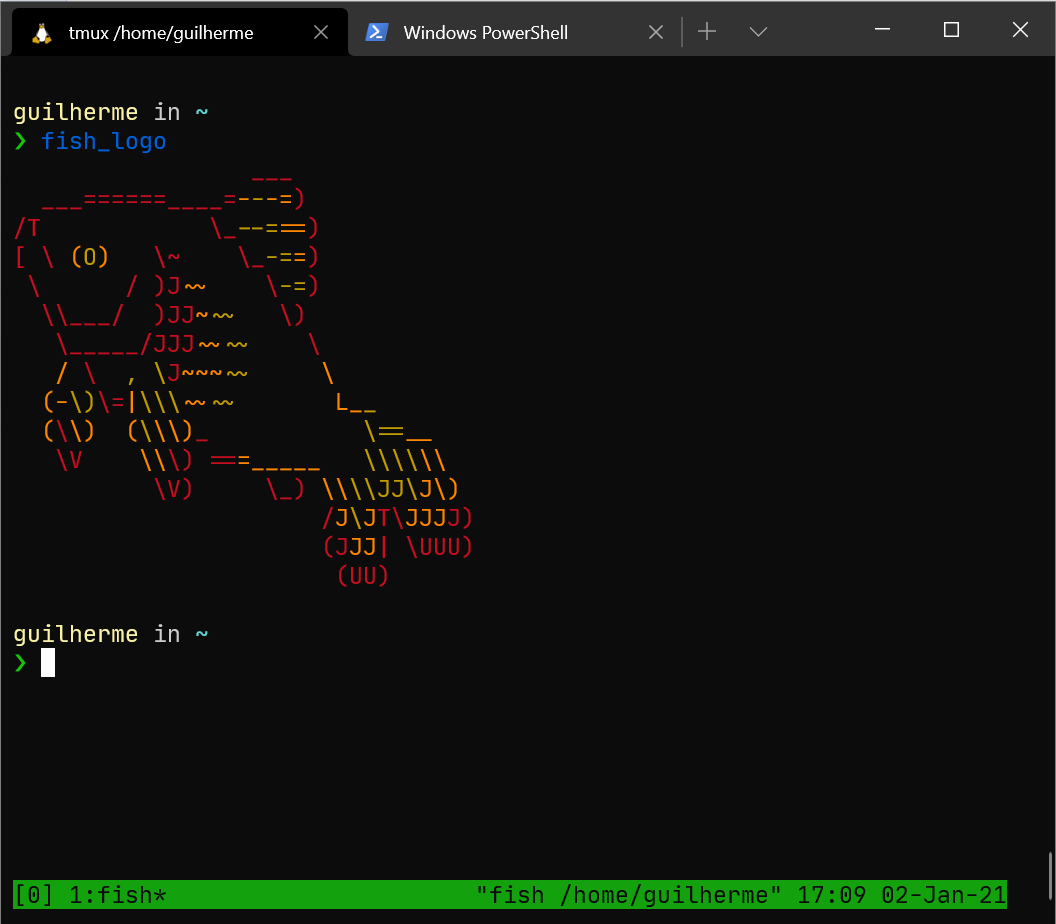 tmux /home/guilherme
Windows PowerShell
guilherme in ~
❯ fish_logo
                 ___
  ___======____=---=)
/T            \_--===)
[ \ (O)   \~    \_-==)
 \      / )J~~    \-=)
  \\___/  )JJ~~~   \)
   \_____/JJJ~~~~    \
   / \  , \J~~~~~     \
  (-\)\=|\\\~~~~       L__
  (\\)  (\\\)_           \==__
   \V    \\\) ===_____   \\\\\\
          \V)     \_) \\\\JJ\J\)
                      /J\JT\JJJJ)
                      (JJJ| \UUU)
                       (UU)
guilherme in ~
❯
[0] 1:fish* "fish /home/guilherme" 17:09 02-Jan-21